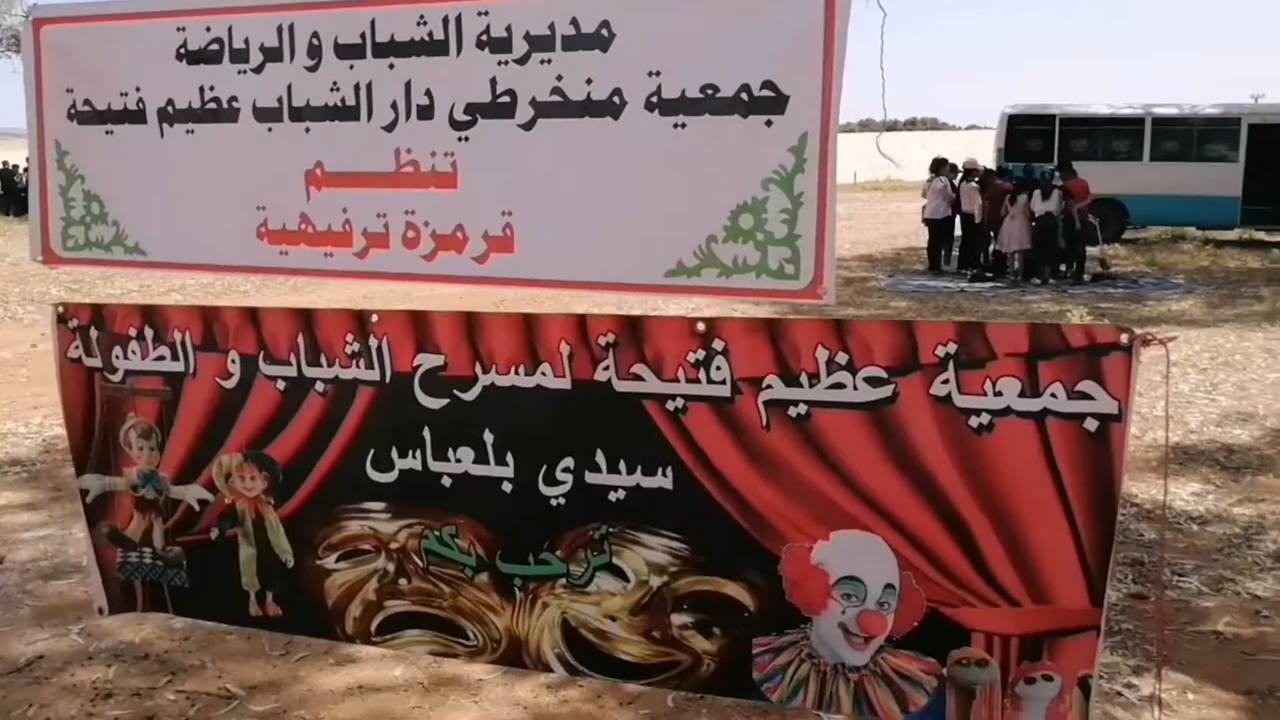 مديرية الشباب و الرياضة
جمعية منخرطي دار الشباب عظيم فتيحة
تنظم
قرمزة ترفيهية
جمعية عظيم فتيحة لمسرح الشباب و الطفولة
سيدي بلعباس
ترحب بكم